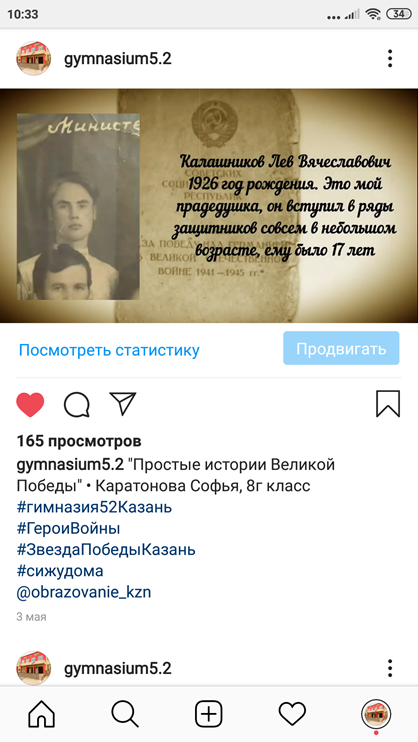 10:33
34
gymnasium5.2
Министе
СОВЕТСКИХ
РЕСПУБЛИК
Калашников Лев Вячеславович
1926 год рождения. Это мой
прадедушка, он вступил в ряды
защитников совсем в небольшом
возрасте, ему было 17 лет
ЗА ПОБЕДУ НАД ГЕРМАНИЕЙ
ВЕЛИКОЙ ОТЕЧЕСТВЕННО
ВОЙНЕ 1941—1945 гг."
Посмотреть статистику
Продвигать
165 просмотров
gymnasium5.2 "Простые истории Великой
Победы" • Каратонова Софья, 8г класс
#гимназия52Казань
#ГероиВойны
#ЗвездаПобедыКазань
#сижудома
@obrazovanie_kzn
3 мая
gymnasium5.2